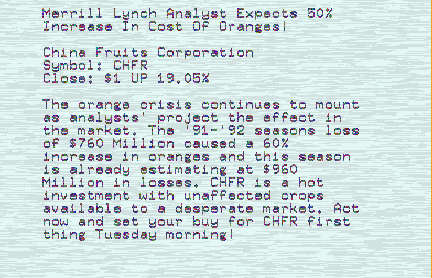 Merrill Lynch Analyst Expects 50%
Increase In Cost Of Oranges!
China Fruits Corporation
Symbol: CHFR
Close: $1 UP 19.05%
The orange crisis continues to mount
as analysts' project the effect in
the market. The '91-'92 seasons loss
of $760 Million caused a 60%
increase in oranges and this season
is already estimating at $960
Million in losses. CHFR is a hot
investment with unaffected crops
available to a desperate market. Act
now and set your buy for CHFR first
thing Tuesday morning!